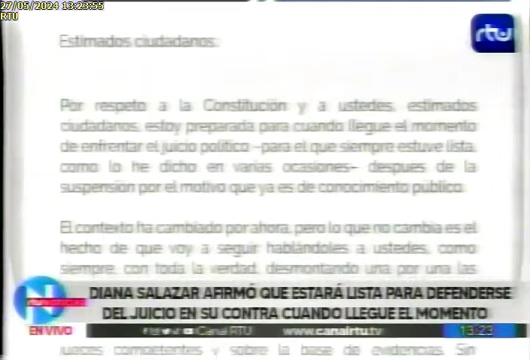 27/05/2024 13:23:55
RTU
rtu
Estimados ciudadanos:
Por respeto a la Constitución y a ustedes, estimados
ciudadanos, estoy preparada para cuando llegue el momento
de enfrentar el juicio político –para el que siempre estuve lista,
como lo he dicho en varias ocasiones– después de la
suspensión por el motivo que ya es de conocimiento público.
El contexto ha cambiado por ahora, pero lo que no cambia es el
hecho de que voy a seguir hablándoles a ustedes, como
siempre, con toda la verdad, desmontando una por una las
DIANA SALAZAR AFIRMÓ QUE ESTARÁ LISTA PARA DEFENDERSE
DEL JUICIO EN SU CONTRA CUANDO LLEGUE EL MOMENTO
EN VIVO
Canal RTU
www.canalrtu.tv
13:23
jueces competentes y sobre la base de evidencias. Sin